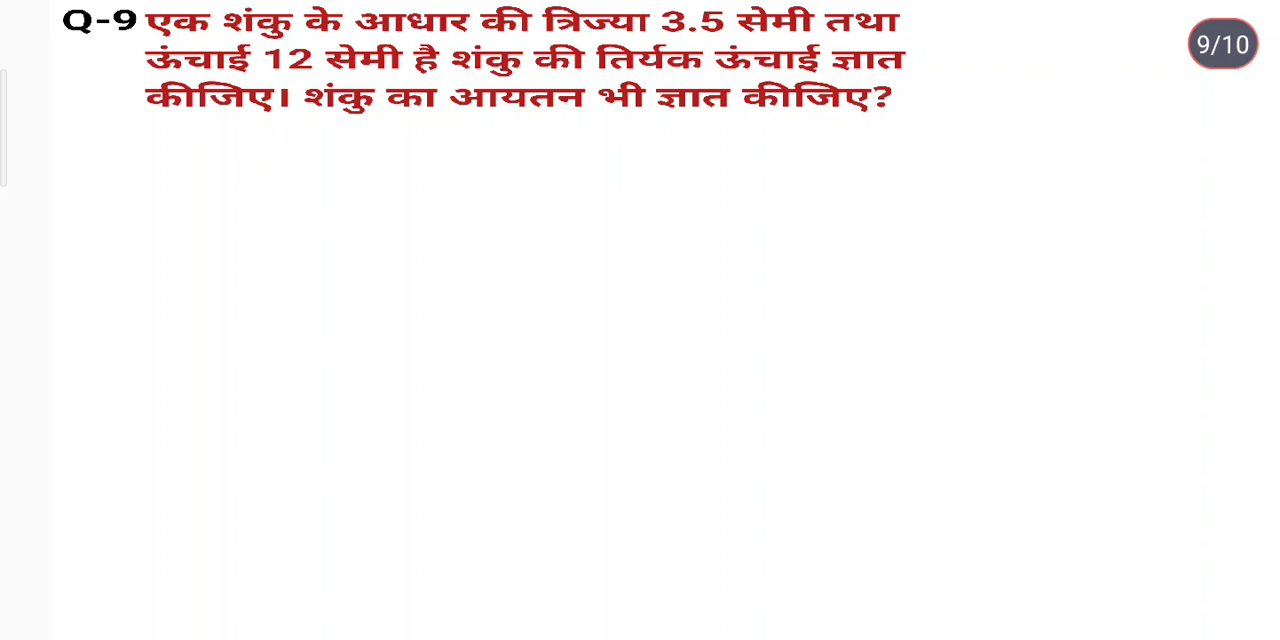 Q-9 एक शंकु के आधार की त्रिज्या 3.5 सेमी तथा
ऊंचाई 12 सेमी है शंकु की तिर्यक ऊंचाई ज्ञात
कीजिए। शंकु का आयतन भी ज्ञात कीजिए?
9/10